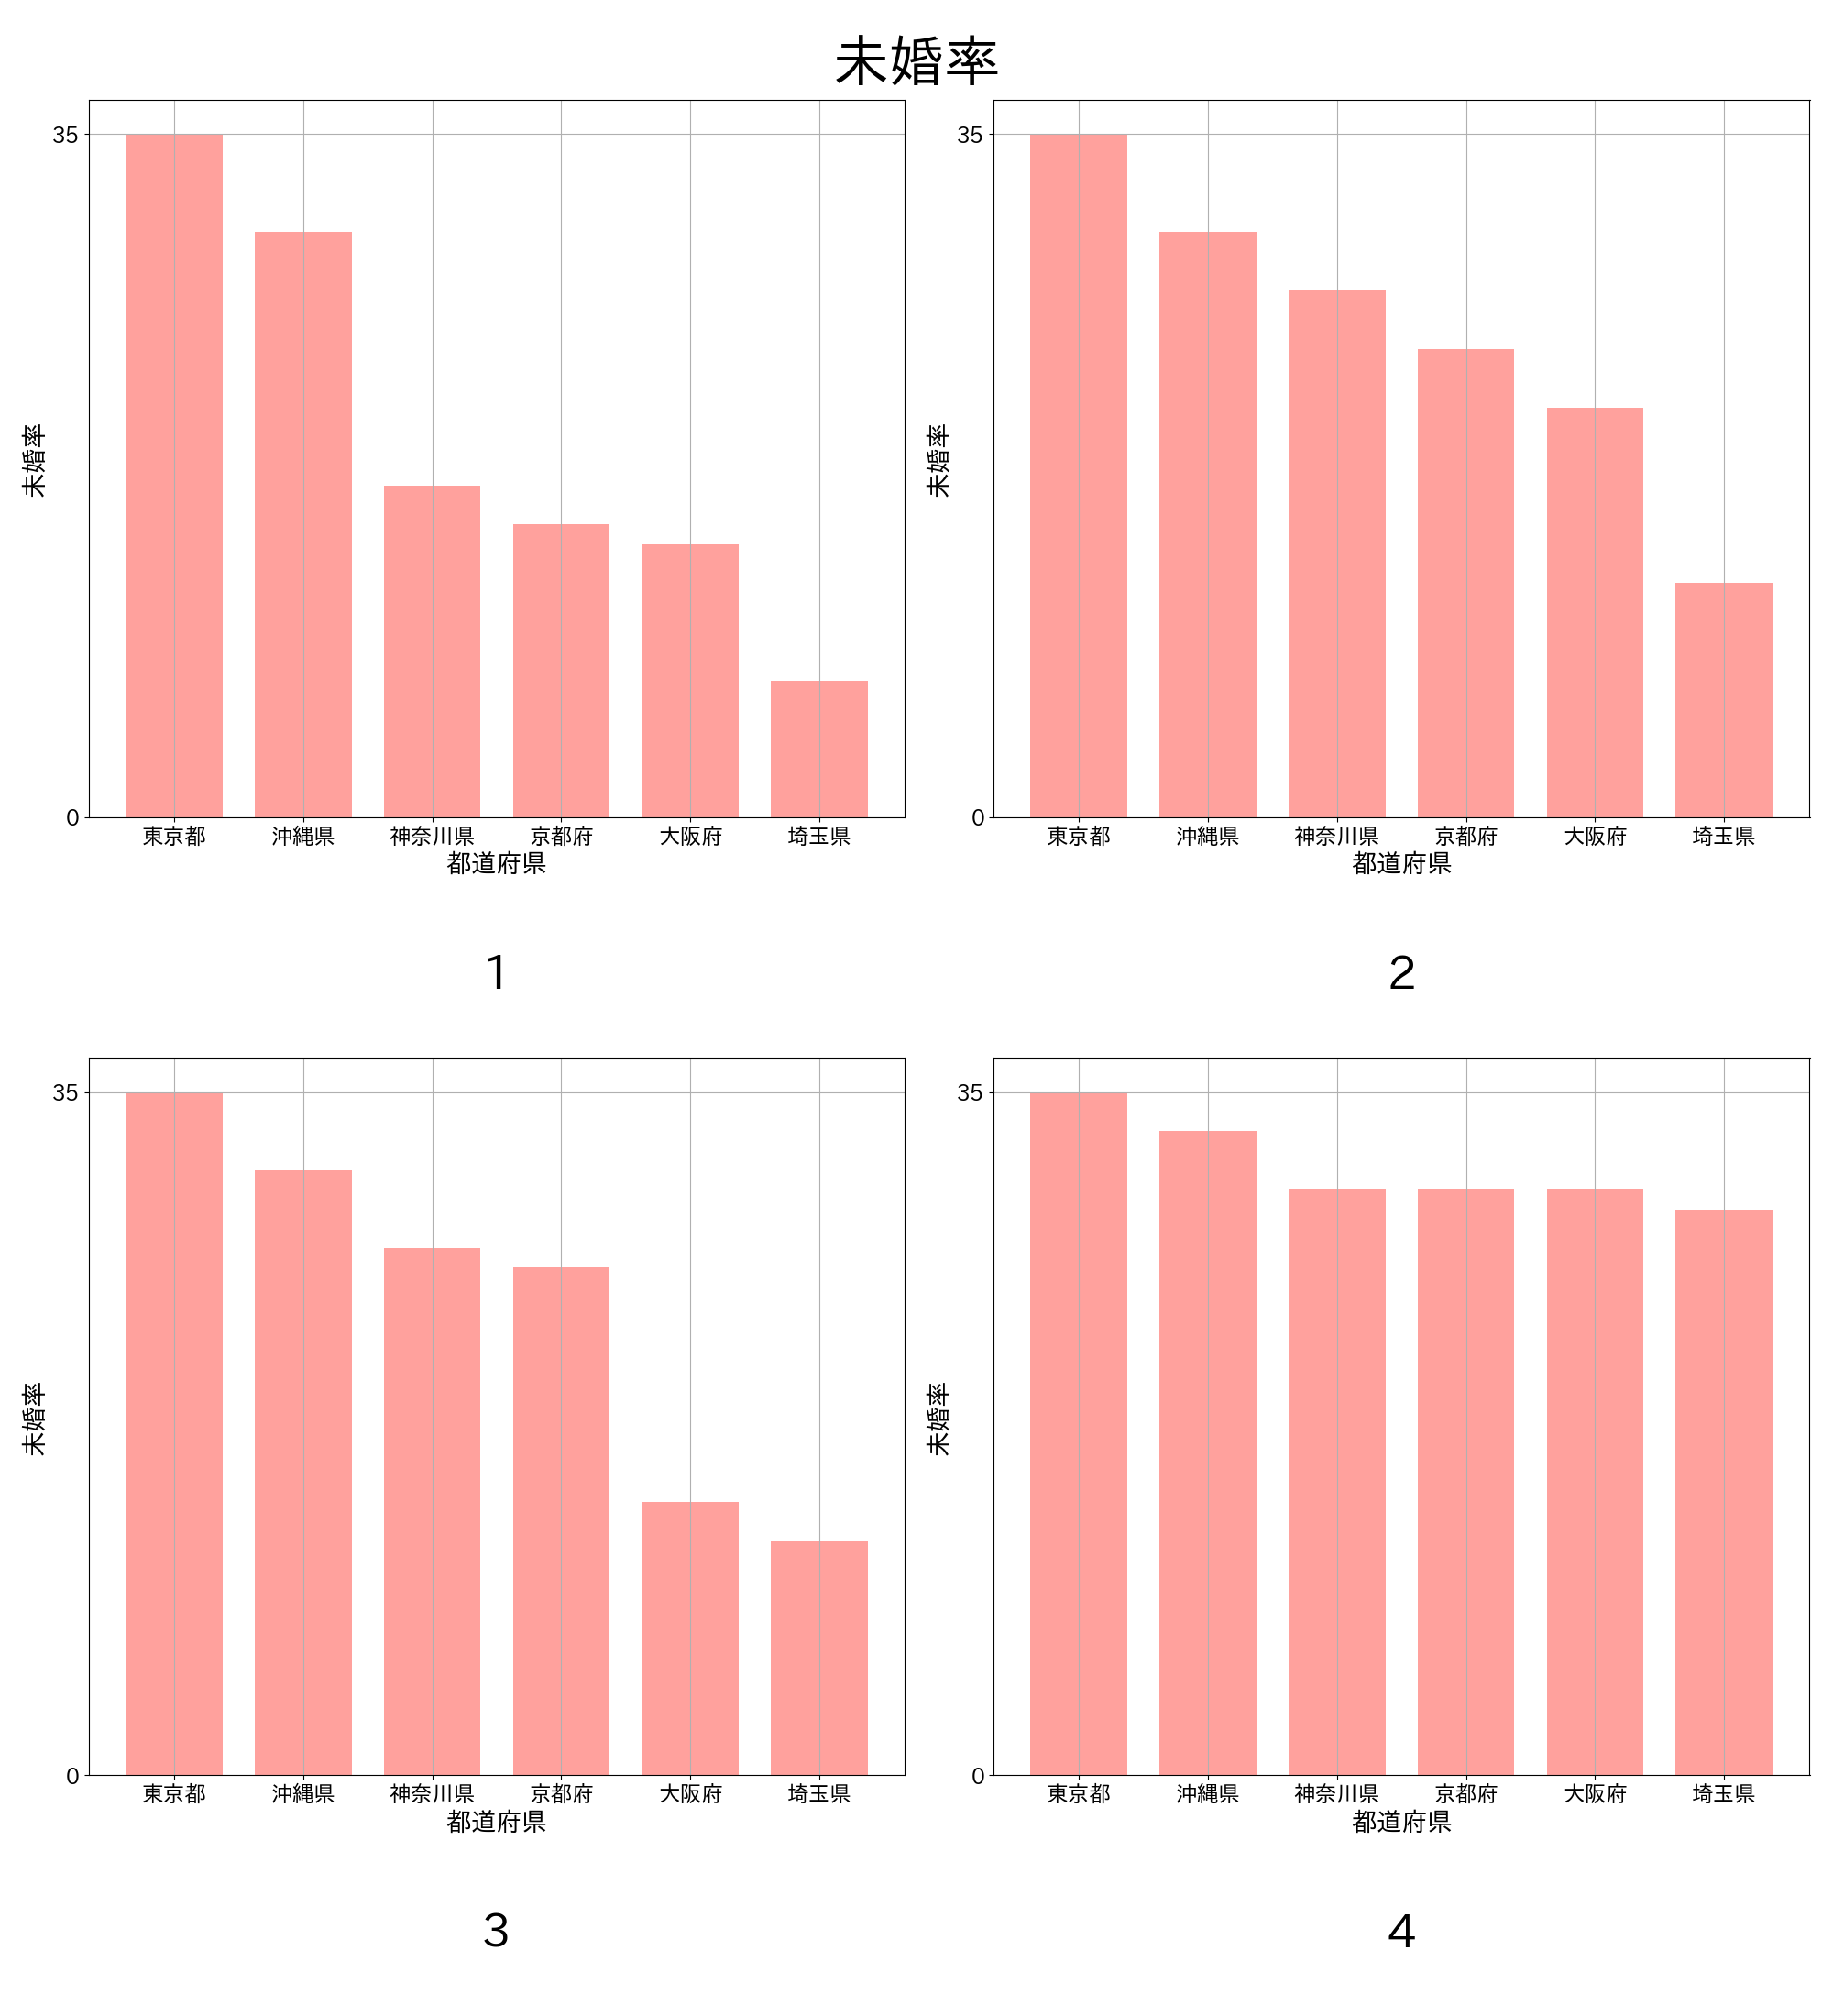 未婚率
35
0
未婚率
東京都 沖縄県 神奈川県 京都府 大阪府 埼玉県
都道府県
1
35
0
未婚率
東京都 沖縄県 神奈川県 京都府 大阪府 埼玉県
都道府県
2
35
0
未婚率
東京都 沖縄県 神奈川県 京都府 大阪府 埼玉県
都道府県
3
35
0
未婚率
東京都 沖縄県 神奈川県 京都府 大阪府 埼玉県
都道府県
4